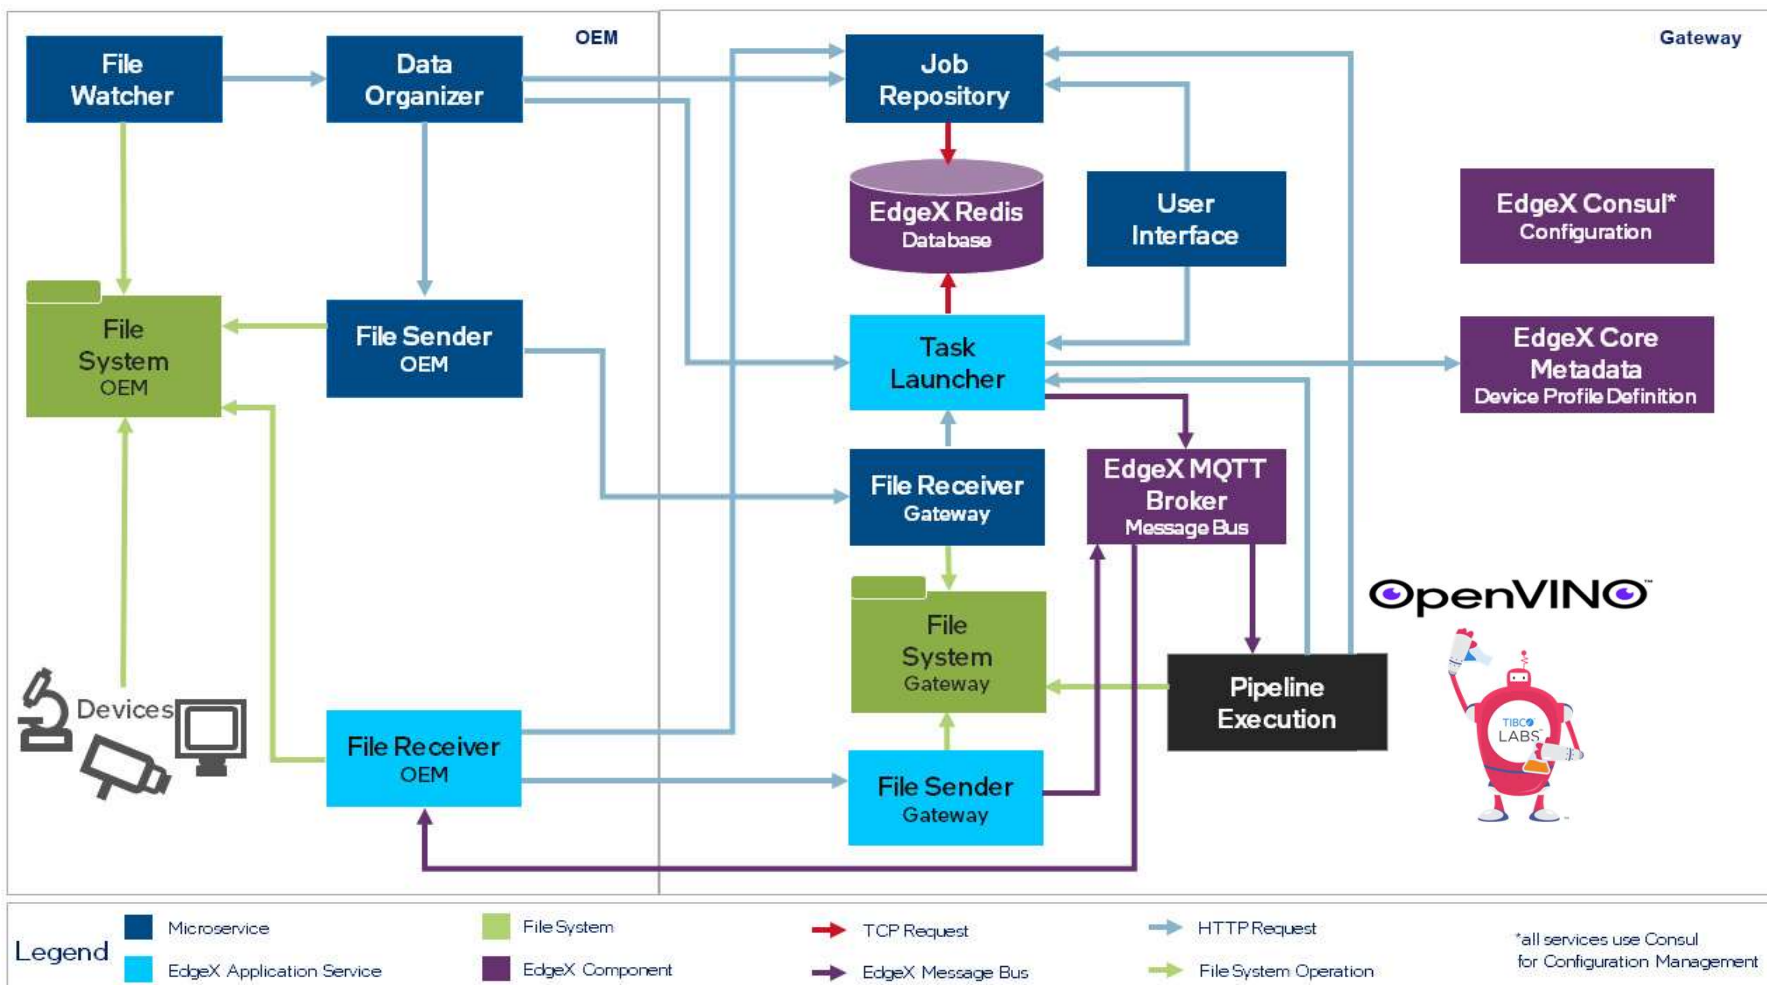 OEM
Gateway
File
Watcher
Data
Organizer
Job
Repository
EdgeX Redis
Database
User
Interface
EdgeX Consul*
Configuration
File
System
OEM
File Sender
OEM
Task
Launcher
EdgeX Core
Metadata
Device Profile Definition
File Receiver
Gateway
EdgeX MQTT
Broker
Message Bus
OpenVINO™
File
System
Gateway
Pipeline
Execution
TIBCO
LABS™
Devices
File Receiver
OEM
File Sender
Gateway
Legend
Microservice
File System
TCP Request
HTTP Request
EdgeX Application Service
EdgeX Component
EdgeX Message Bus
File System Operation
*all services use Consul
for Configuration Management